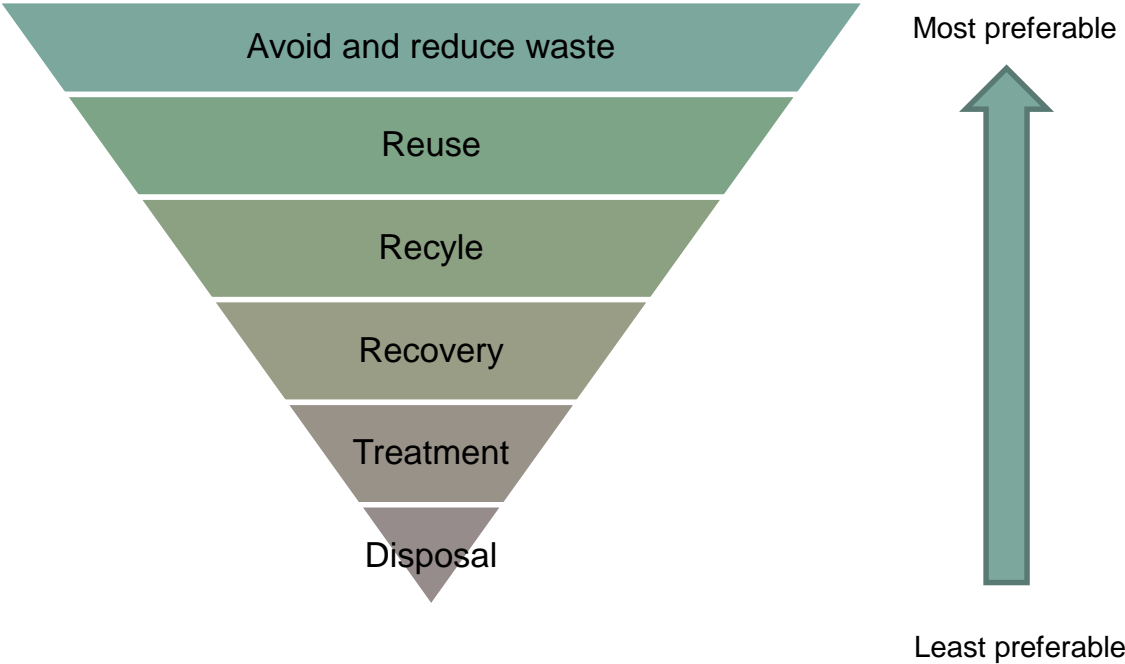 Avoid and reduce waste
Most preferable
Reuse
Recyle
Recovery
Treatment
Disposal
Least preferable